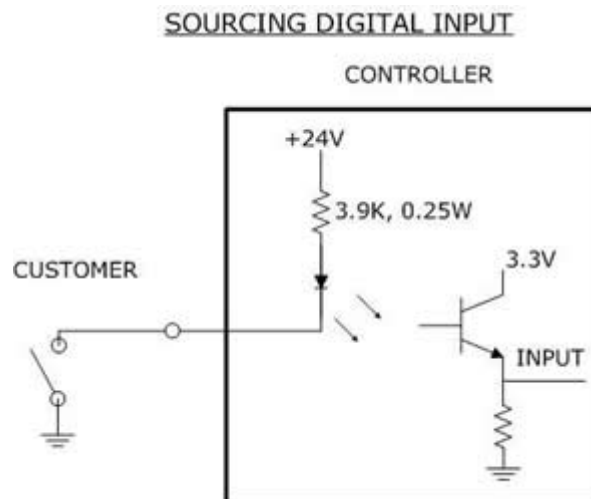 SOURCING DIGITAL INPUT
CONTROLLER
+24V
3.9K, 0.25W
CUSTOMER
3.3V
INPUT